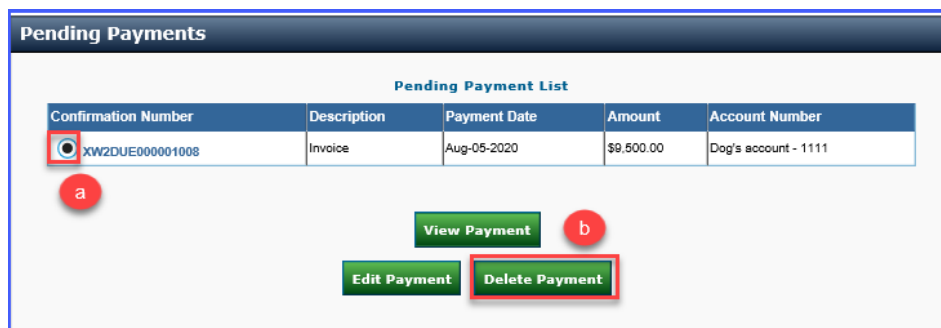 Pending Payments
Pending Payment List
Confirmation Number Description Payment Date Amount Account Number
XW2DUE000001008 Invoice Aug-05-2020 $9,500.00 Dog's account - 1111
a
View Payment b
Edit Payment Delete Payment